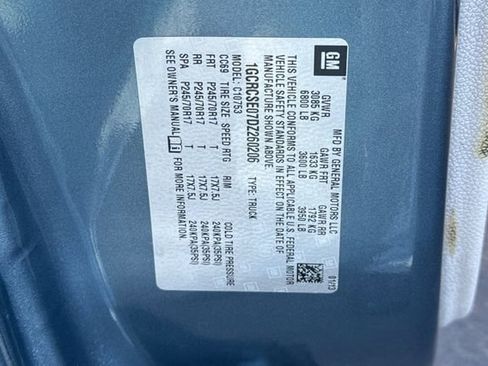 GM
MFD BY GENERAL MOTORS LLC
GVWR GAWR FRT GAWR RR
3085 KG 1633 KG 1792 KG
6800 LB 3600 LB 3950 LB
THIS VEHICLE CONFORMS TO ALL APPLICABLE U.S. FEDERAL MOTOR
VEHICLE SAFETY STANDARDS IN EFFECT ON THE DATE OF
MANUFACTURE SHOWN ABOVE.
01/13
1GCRCSE07DZ260206 TYPE: TRUCK
MODEL: C10753
CC69 TIRE SIZE SPEED RTG RIM COLD TIRE PRESSURE
FRT P245/70R17 T 17X7.5J 240KPA(35PSI)
RR P245/70R17 T 17X7.5J 240KPA(35PSI)
SPA P245/70R17 T 17X7.5J 240KPA(35PSI)
SEE OWNER'S MANUAL FOR MORE INFORMATION.